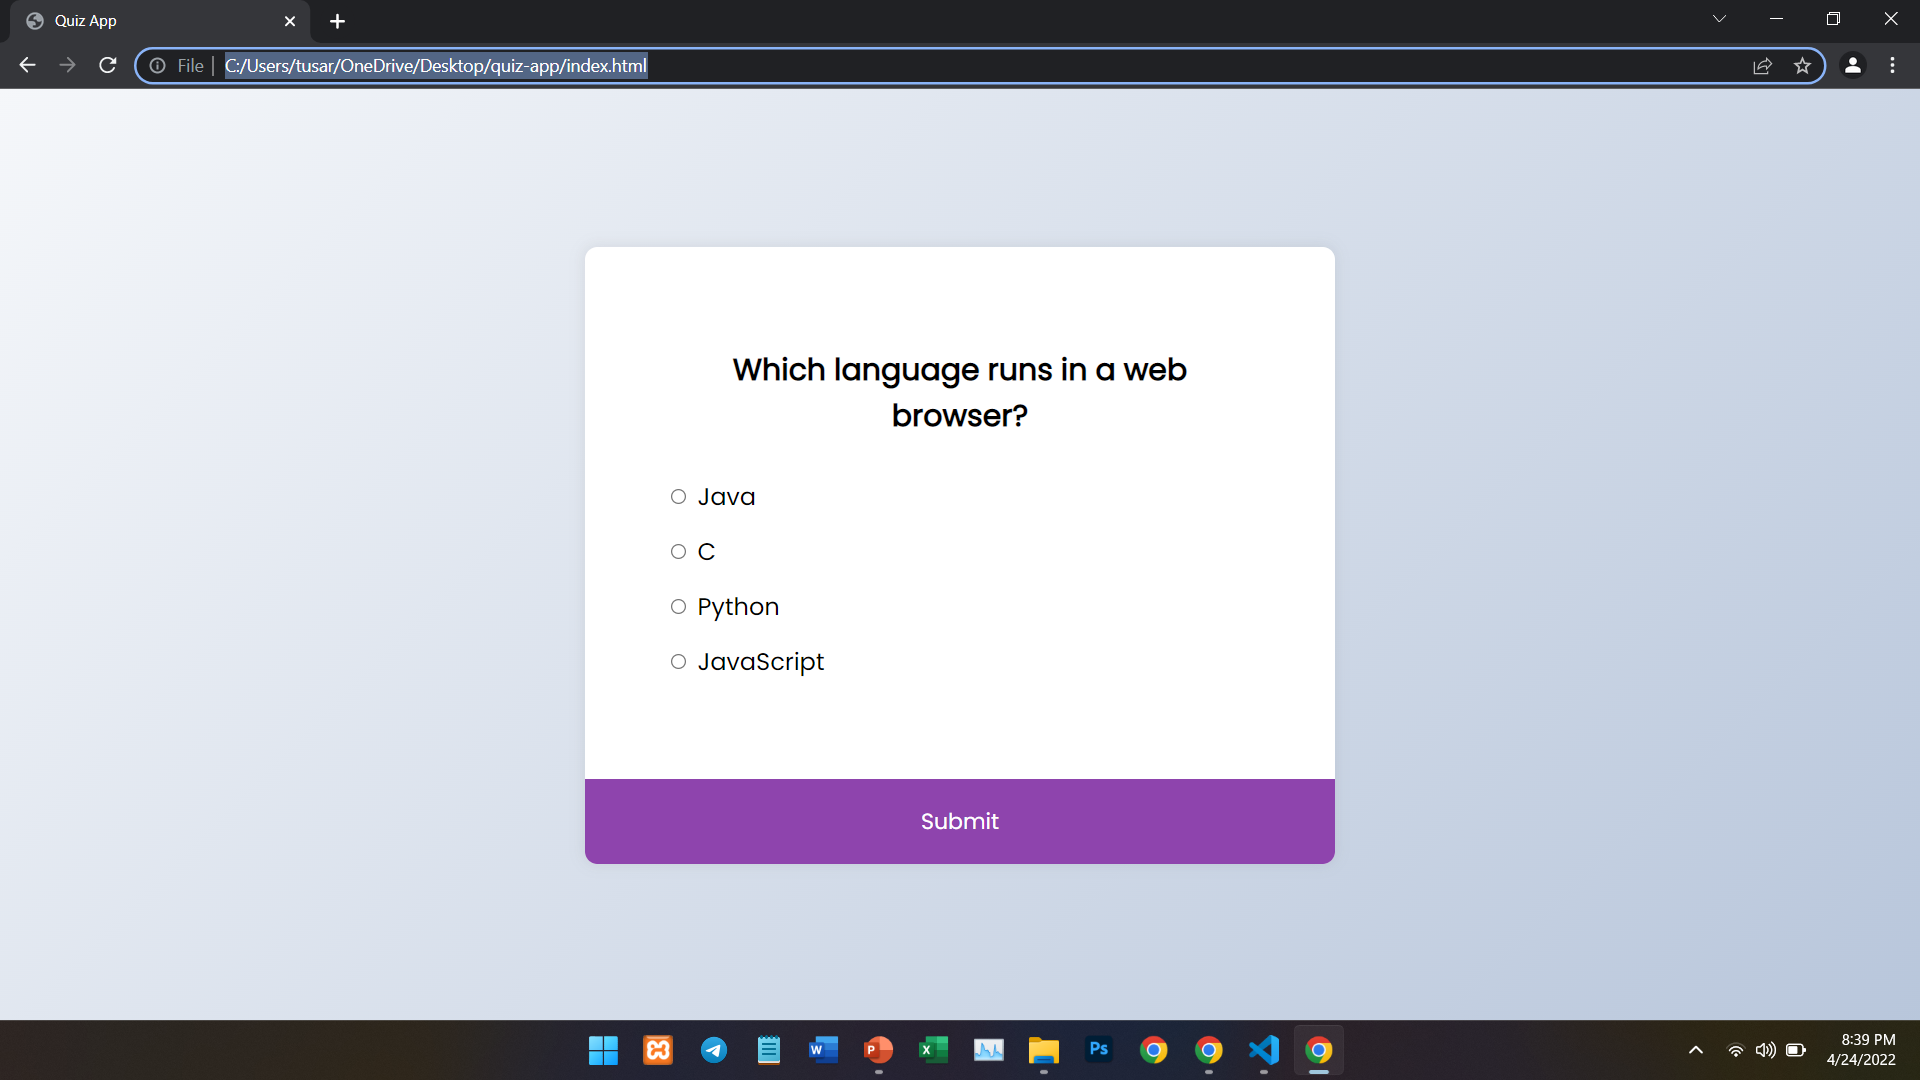 Quiz App
File
C:/Users/tusar/OneDrive/Desktop/quiz-app/index.html
Which language runs in a web
browser?
Java
C
Python
JavaScript
Submit
W
P
X
Ps
8:39 PM
4/24/2022